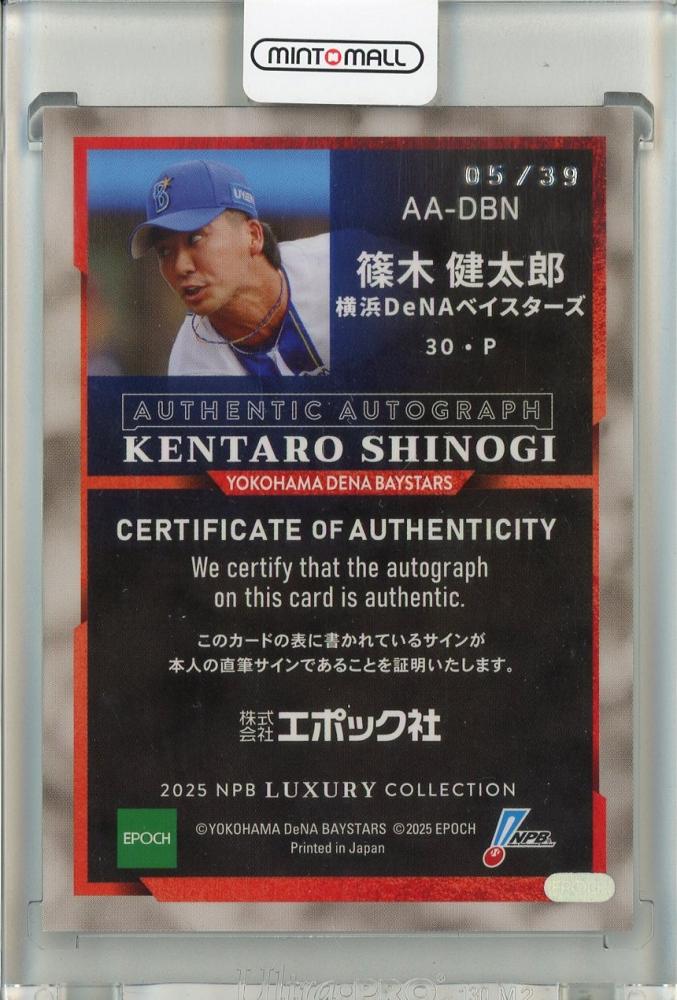 MINT MALL
05/39
AA-DBN
篠木 健太郎
横浜DeNAベイスターズ
30・P
AUTHENTIC AUTOGRAPH
KENTARO SHINOGI
YOKOHAMA DENA BAYSTARS
CERTIFICATE OF AUTHENTICITY
We certify that the autograph
on this card is authentic.
このカードの表に書かれているサインが
本人の直筆サインであることを証明いたします。
株式会社 エポック社
2025 NPB LUXURY COLLECTION
EPOCH
©YOKOHAMA DeNA BAYSTARS ©2025 EPOCH
Printed in Japan
NPB
EPOCH
Ultra•PRO